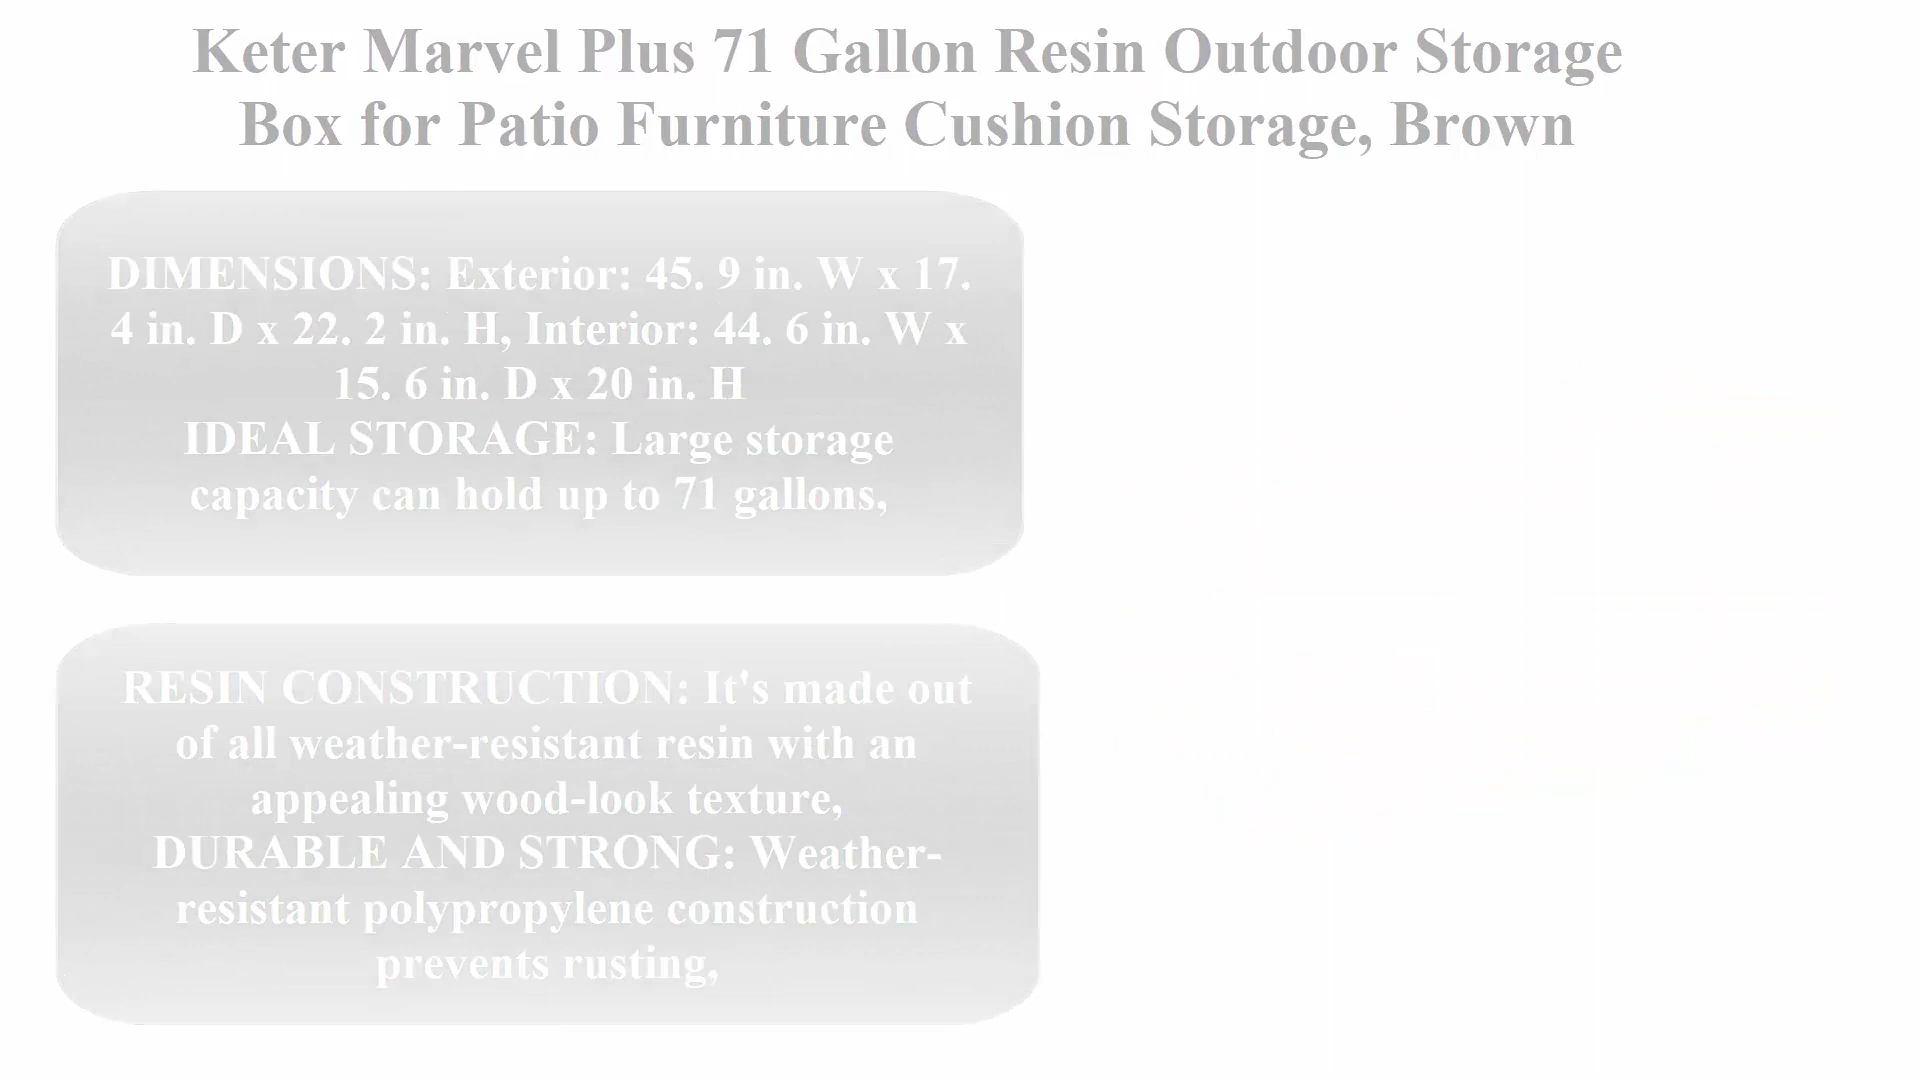 Keter Marvel Plus 71 Gallon Resin Outdoor Storage
Box for Patio Furniture Cushion Storage, Brown
DIMENSIONS: Exterior: 45. 9 in. W x 17.
4 in. D x 22. 2 in. H, Interior: 44. 6 in. W x
15. 6 in. D x 20 in. H
IDEAL STORAGE: Large storage
capacity can hold up to 71 gallons,
RESIN CONSTRUCTION: It's made out
of all weather-resistant resin with an
appealing wood-look texture,
DURABLE AND STRONG: Weather-
resistant polypropylene construction
prevents rusting,